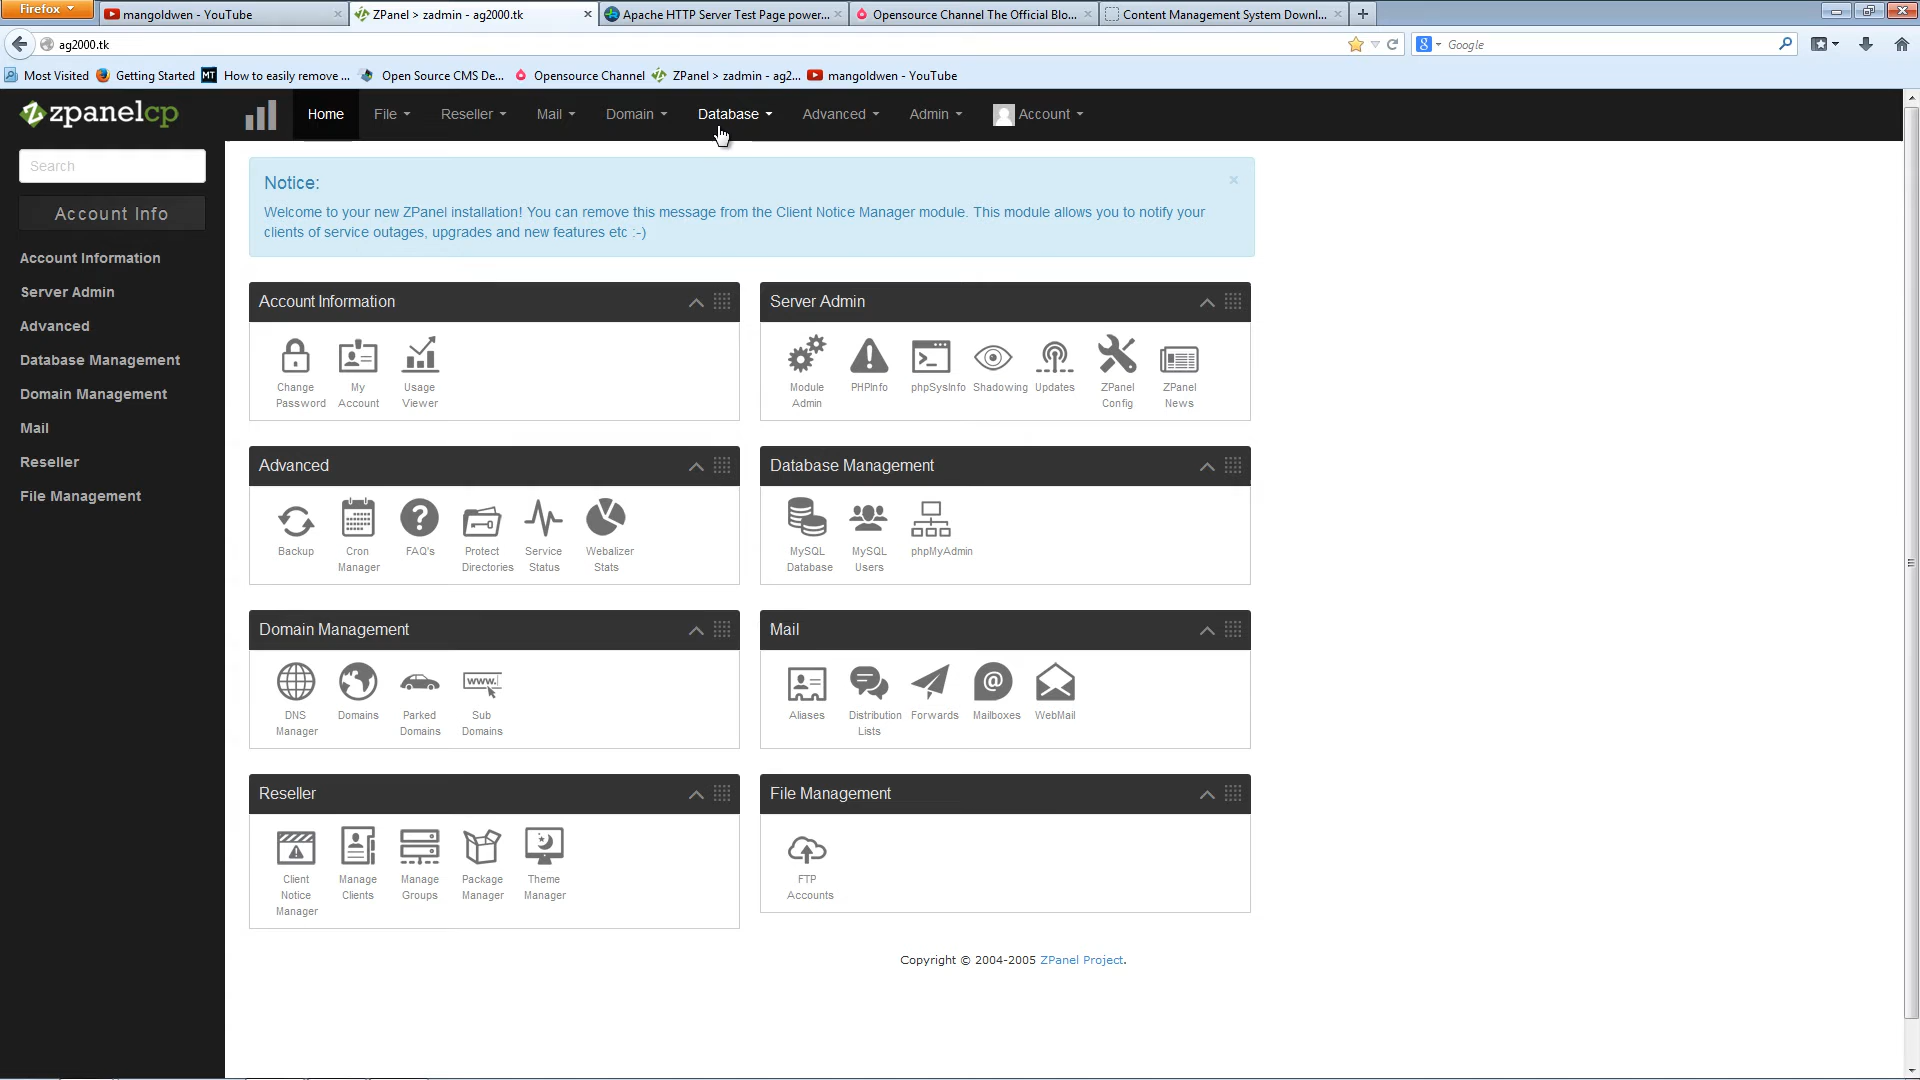 Firefox
mangoldwen - YouTube
ZPanel > zadmin - ag2000.tk
Apache HTTP Server Test Page power...
Opensource Channel The Official Blo...
Content Management System Downl...
ag2000.tk
Google
Most Visited
Getting Started
MT
How to easily remove ...
Open Source CMS De...
Opensource Channel
ZPanel > zadmin - ag2...
mangoldwen - YouTube
zpanelcp
Home
File
Reseller
Mail
Domain
Database
Advanced
Admin
Account
Search
Account Info
Account Information
Server Admin
Advanced
Database Management
Domain Management
Mail
Reseller
File Management
Notice:
Welcome to your new ZPanel installation! You can remove this message from the Client Notice Manager module. This module allows you to notify your
clients of service outages, upgrades and new features etc :-)
Account Information
Change
Password
My
Account
Usage
Viewer
Server Admin
Module
Admin
PHPInfo
phpSysInfo
Shadowing
Updates
ZPanel
Config
ZPanel
News
Advanced
Backup
Cron
Manager
FAQ's
Protect
Directories
Service
Status
Webalizer
Stats
Database Management
MySQL
Database
MySQL
Users
phpMyAdmin
Domain Management
DNS
Manager
Domains
Parked
Domains
www.
Sub
Domains
Mail
Aliases
Distribution
Lists
Forwards
Mailboxes
WebMail
Reseller
Client
Notice
Manager
Manage
Clients
Manage
Groups
Package
Manager
Theme
Manager
File Management
FTP
Accounts
Copyright © 2004-2005 ZPanel Project.